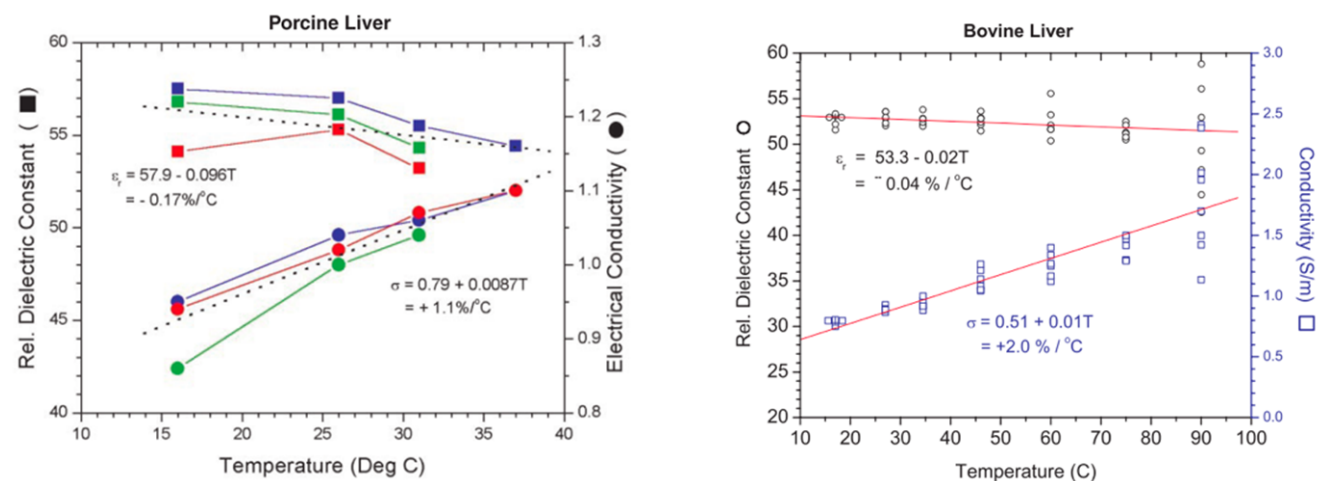 Porcine Liver
60
55
50
45
40
1.3
1.2
1.1
1.0
0.9
0.8
Rel. Dielectric Constant (■)
Electrical Conductivity (●)
εr = 57.9 - 0.096T
= - 0.17%/°C
σ = 0.79 + 0.0087T
= + 1.1%/°C
10 15 20 25 30 35 40
Temperature (Deg C)
Bovine Liver
60
55
50
45
40
35
30
25
20
3.0
2.5
2.0
1.5
1.0
0.5
0.0
Rel. Dielectric Constant O
Conductivity (S/m) □
εr = 53.3 - 0.02T
= ¨ 0.04 % / °C
σ = 0.51 + 0.01T
= +2.0 % / °C
10 20 30 40 50 60 70 80 90 100
Temperature (C)